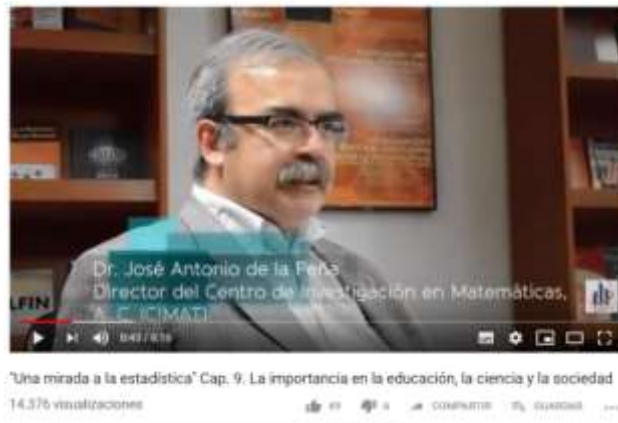 Dr. José Antonio de la Peña
Director del Centro de Investigación en Matemáticas,
A. C. (CIMAT)
LFIN
0:43 / 8:16
"Una mirada a la estadística" Cap. 9. La importancia en la educación, la ciencia y la sociedad
14.376 visualizaciones
COMPARTIR GUARDAR ...